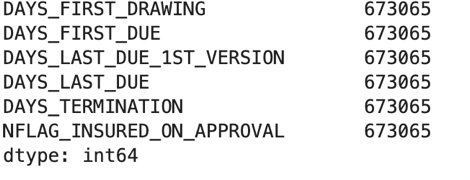 DAYS_FIRST_DRAWING 673065
DAYS_FIRST_DUE 673065
DAYS_LAST_DUE_1ST_VERSION 673065
DAYS_LAST_DUE 673065
DAYS_TERMINATION 673065
NFLAG_INSURED_ON_APPROVAL 673065
dtype: int64